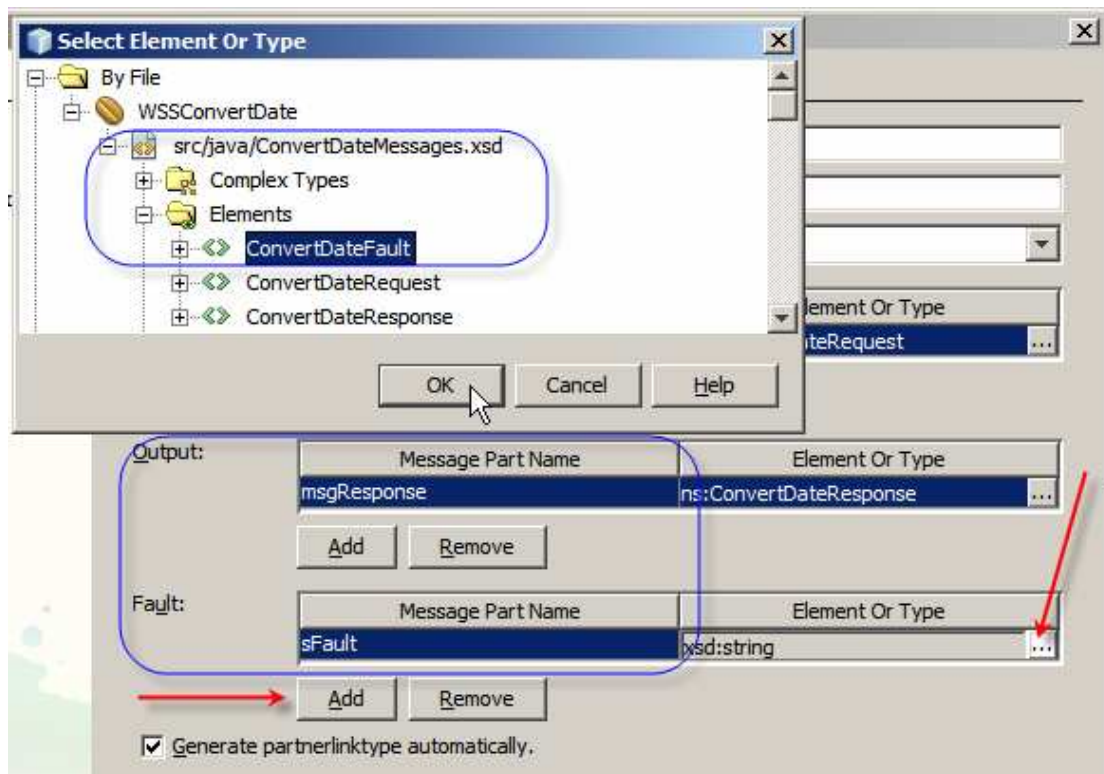 Select Element Or Type
By File
WSSConvertDate
src/java/ConvertDateMessages.xsd
Complex Types
Elements
ConvertDateFault
ConvertDateRequest
ConvertDateResponse
OK Cancel Help
Element Or Type
...
Output:
Message Part Name Element Or Type
msgResponse ns:ConvertDateResponse ...
Add Remove
Fault:
Message Part Name Element Or Type
sFault xsd:string ...
Add Remove
Generate partnerlinktype automatically.